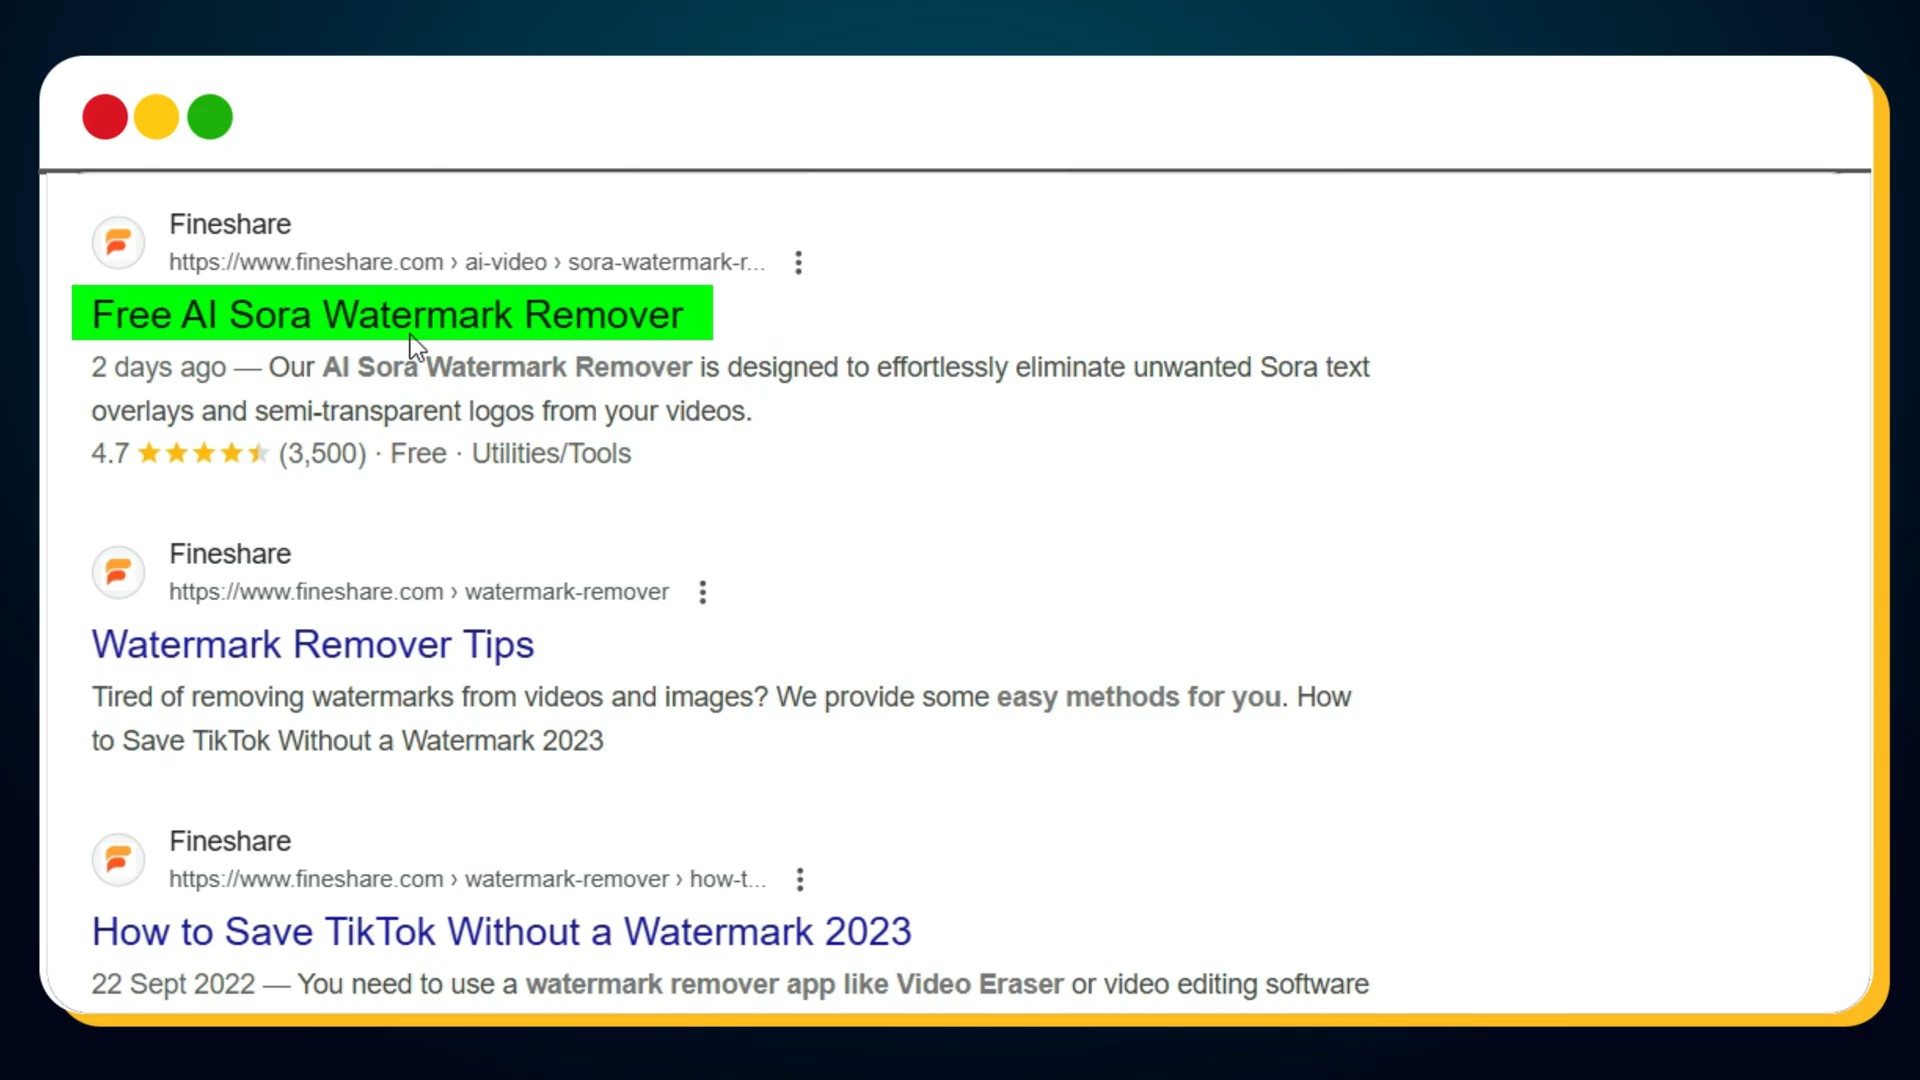 Fineshare
https://www.fineshare.com › ai-video › sora-watermark-r...
Free AI Sora Watermark Remover
2 days ago — Our AI Sora Watermark Remover is designed to effortlessly eliminate unwanted Sora text
overlays and semi-transparent logos from your videos.
4.7 (3,500) · Free · Utilities/Tools
Fineshare
https://www.fineshare.com › watermark-remover
Watermark Remover Tips
Tired of removing watermarks from videos and images? We provide some easy methods for you. How
to Save TikTok Without a Watermark 2023
Fineshare
https://www.fineshare.com › watermark-remover › how-t...
How to Save TikTok Without a Watermark 2023
22 Sept 2022 — You need to use a watermark remover app like Video Eraser or video editing software